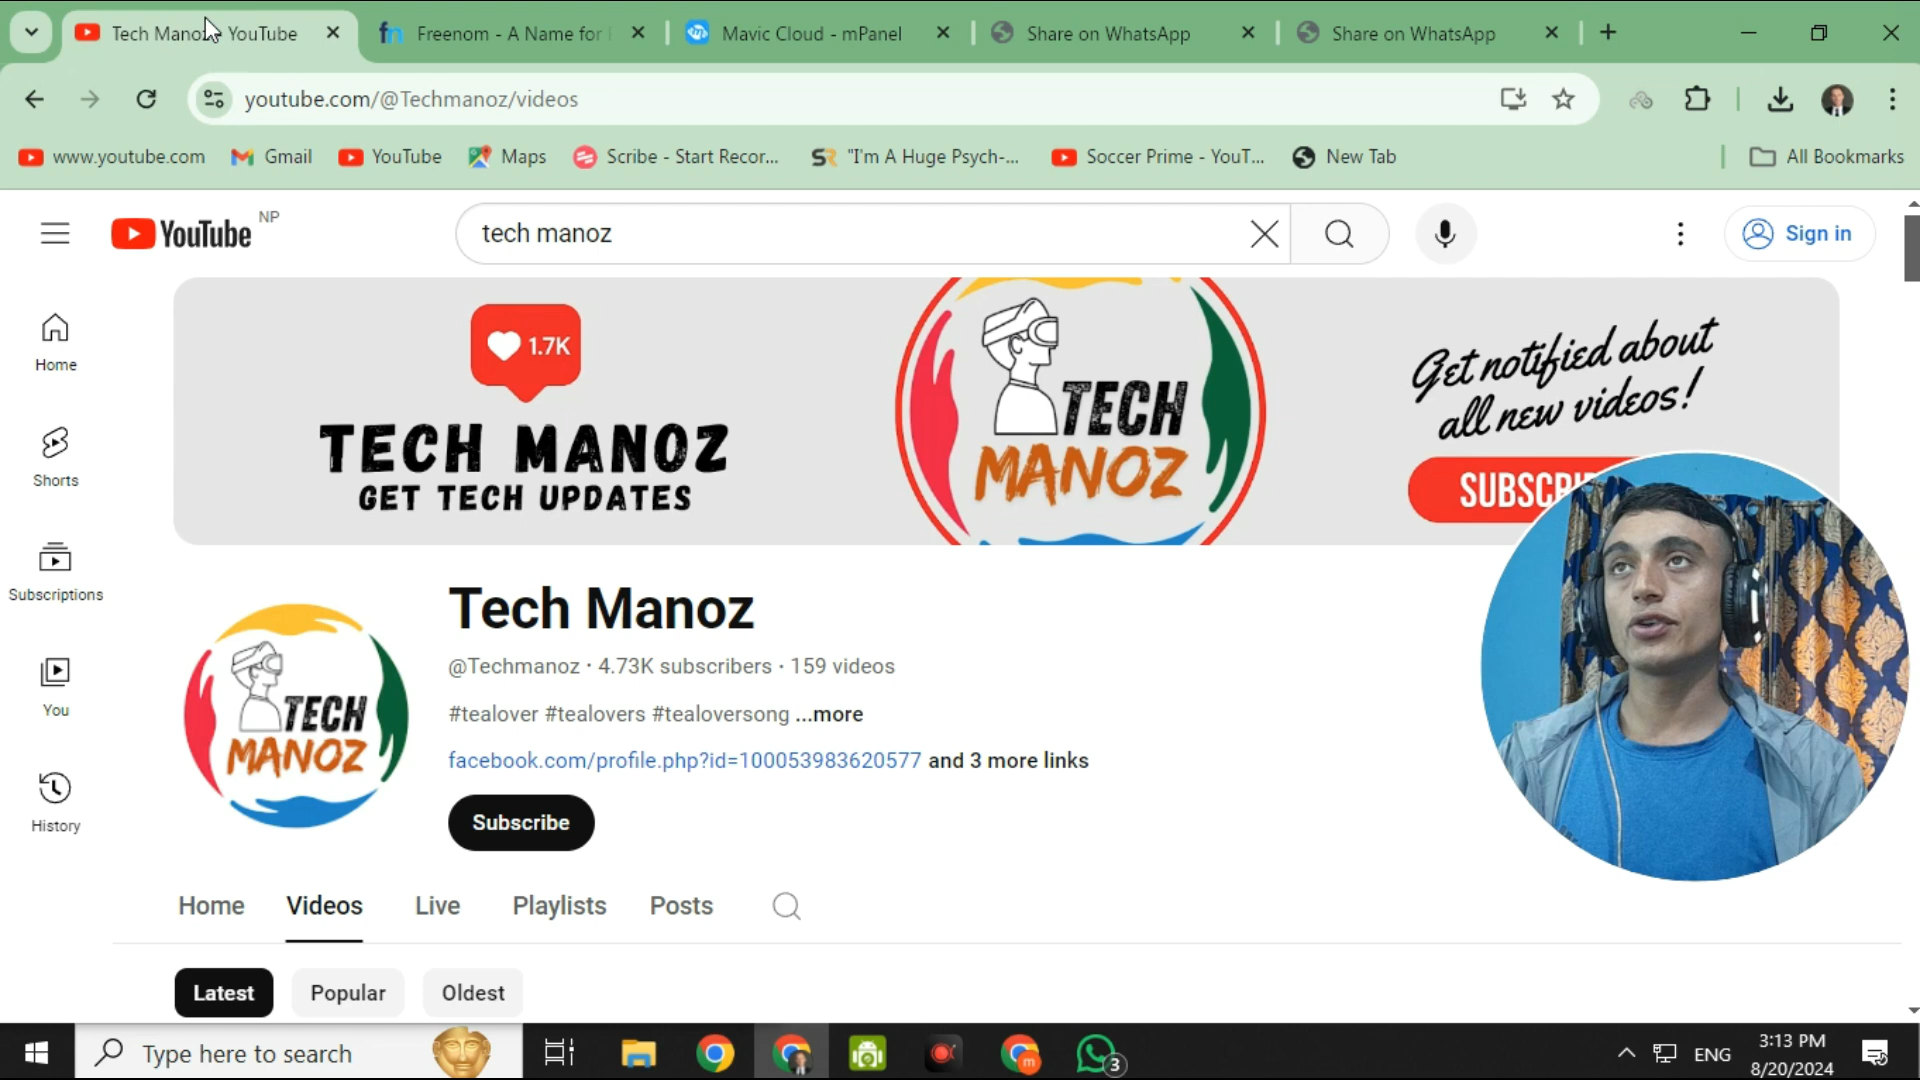 Tech Mano YouTube
Freenom - A Name for
Mavic Cloud - mPanel
Share on WhatsApp
Share on WhatsApp
youtube.com/@Techmanoz/videos
www.youtube.com
Gmail
YouTube
Maps
Scribe - Start Recor...
SR
"I'm A Huge Psych-...
Soccer Prime - YouT...
New Tab
All Bookmarks
YouTube NP
tech manoz
Sign in
Home
Shorts
Subscriptions
You
History
1.7K
TECH MANOZ
GET TECH UPDATES
TECH
MANOZ
Get notified about
all new videos!
TECH
MANOZ
Tech Manoz
@Techmanoz · 4.73K subscribers · 159 videos
#tealover #tealovers #tealoversong ...more
facebook.com/profile.php?id=100053983620577 and 3 more links
Subscribe
Home
Videos
Live
Playlists
Posts
Latest
Popular
Oldest
Type here to search
m
3
ENG
3:13 PM
8/20/2024